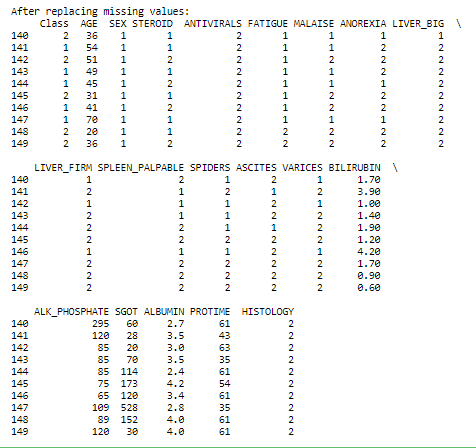 After replacing missing values:
Class AGE SEX STEROID ANTIVIRALS FATIGUE MALAISE ANOREXIA LIVER_BIG \
140 2 36 1 1 2 1 1 1 1
141 1 54 1 1 2 1 1 2 2
142 2 51 1 2 2 1 1 2 2
143 1 49 1 1 2 1 1 2 2
144 1 45 1 2 2 1 1 1 2
145 2 31 1 1 2 1 2 2 2
146 1 41 1 2 2 1 2 2 2
147 1 70 1 1 2 1 1 1 2
148 2 20 1 1 2 2 2 2 2
149 2 36 1 2 2 2 2 2 2
LIVER_FIRM SPLEEN_PALPABLE SPIDERS ASCITES VARICES BILIRUBIN \
140 1 2 1 2 1 1.70
141 2 1 2 1 2 3.90
142 1 1 1 2 1 1.00
143 2 1 1 2 2 1.40
144 2 2 1 1 2 1.90
145 2 2 2 2 2 1.20
146 1 1 1 2 1 4.20
147 2 2 2 2 2 1.70
148 2 2 2 2 2 0.90
149 2 2 2 2 2 0.60
ALK_PHOSPHATE SGOT ALBUMIN PROTIME HISTOLOGY
140 295 60 2.7 61 2
141 120 28 3.5 43 2
142 85 20 3.0 63 2
143 85 70 3.5 35 2
144 85 114 2.4 61 2
145 75 173 4.2 54 2
146 65 120 3.4 61 2
147 109 528 2.8 35 2
148 89 152 4.0 61 2
149 120 30 4.0 61 2